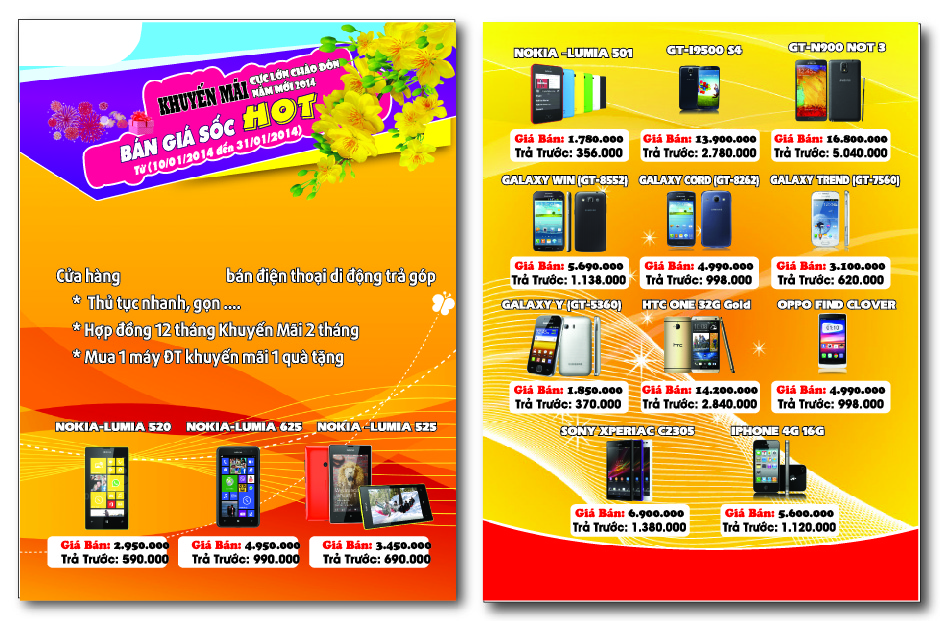 KHUYẾN MÃI CỰC LỚN CHÀO ĐÓN
NĂM MỚI 2014
BÁN GIÁ SỐC HOT
Từ (10/01/2014 đến 31/01/2014)
Cửa hàng bán điện thoại di động trả góp
* Thủ tục nhanh, gọn ....
* Hợp đồng 12 tháng Khuyến Mãi 2 tháng
* Mua 1 máy ĐT khuyến mãi 1 quà tặng
NOKIA-LUMIA 520 NOKIA-LUMIA 625 NOKIA -LUMIA 525
Giá Bán: 2.950.000 Giá Bán: 4.950.000 Giá Bán: 3.450.000
Trả Trước: 590.000 Trả Trước: 990.000 Trả Trước: 690.000
NOKIA -LUMIA 501 GT-I9500 S4 GT-N900 NOT 3
Giá Bán: 1.780.000 Giá Bán: 13.900.000 Giá Bán: 16.800.000
Trả Trước: 356.000 Trả Trước: 2.780.000 Trả Trước: 5.040.000
GALAXY WIN (GT-8552) GALAXY CORD (GT-8262) GALAXY TREND (GT-7560)
Giá Bán: 5.690.000 Giá Bán: 4.990.000 Giá Bán: 3.100.000
Trả Trước: 1.138.000 Trả Trước: 998.000 Trả Trước: 620.000
GALAXY Y (GT-5360) HTC ONE 32G Gold OPPO FIND CLOVER
Giá Bán: 1.850.000 Giá Bán: 14.200.000 Giá Bán: 4.990.000
Trả Trước: 370.000 Trả Trước: 2.840.000 Trả Trước: 998.000
SONY XPERIAC C2305 IPHONE 4G 16G
Giá Bán: 6.900.000 Giá Bán: 5.600.000
Trả Trước: 1.380.000 Trả Trước: 1.120.000